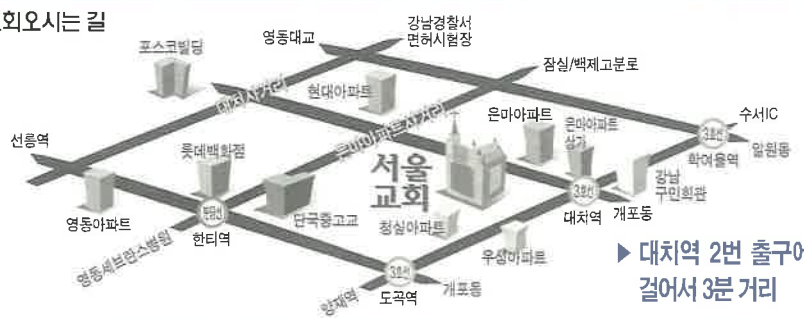 회오시는 길
강남경찰서
면허시험장
영동대교
포스코빌딩
잠실/백제고분로
대치사거리
현대아파트
수서IC
은마아파트사거리
은마아파트
은마아파트
상가
3호선
학여울역
일원동
선릉역
롯데백화점
서울
교회
강남
구민회관
3호선
대치역
개포동
영동아파트
분당선
한티역
단국중고교
청실아파트
우성아파트
영동세브란스병원
3호선
도곡역
양재역
개포동
▶ 대치역 2번 출구에
걸어서 3분 거리